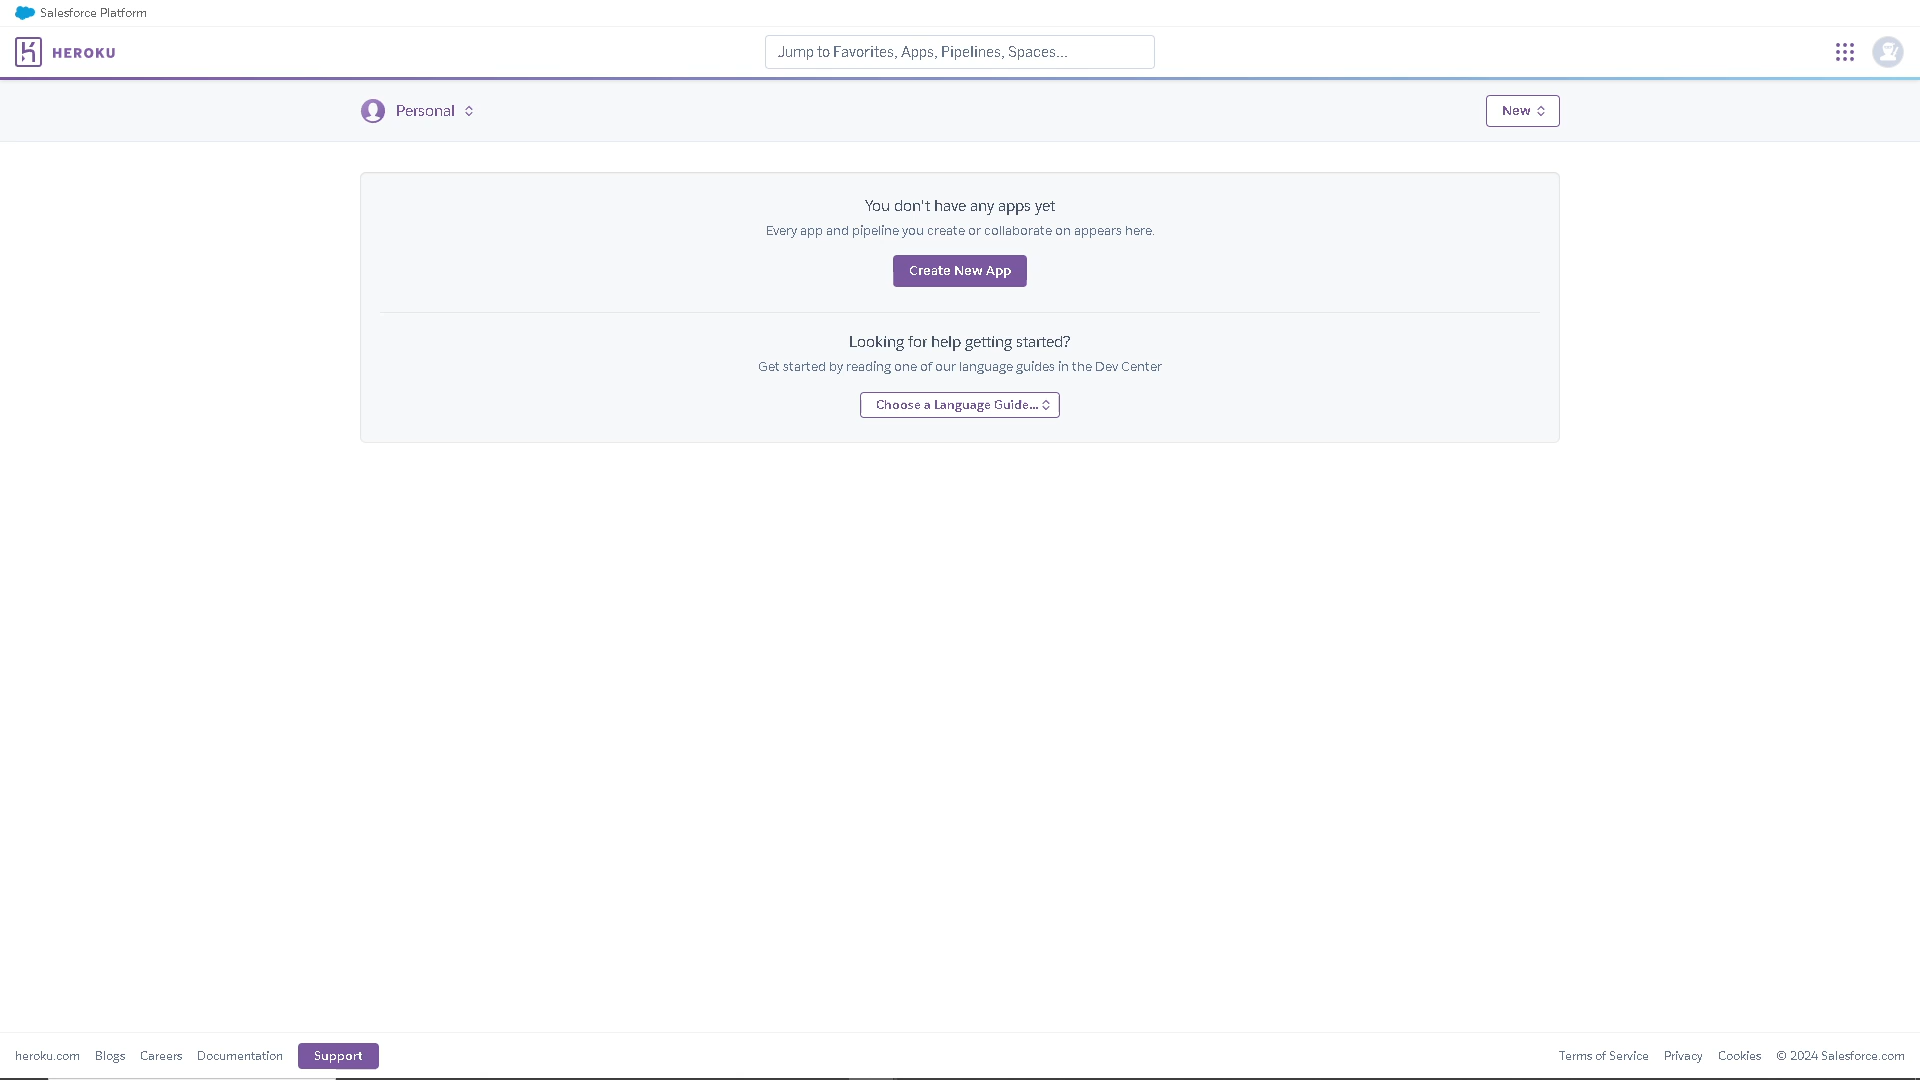 Salesforce Platform
HEROKU
Jump to Favorites, Apps, Pipelines, Spaces...
Personal
New
You don't have any apps yet
Every app and pipeline you create or collaborate on appears here.
Create New App
Looking for help getting started?
Get started by reading one of our language guides in the Dev Center
Choose a Language Guide...
heroku.com Blogs Careers Documentation Support Terms of Service Privacy Cookies © 2024 Salesforce.com